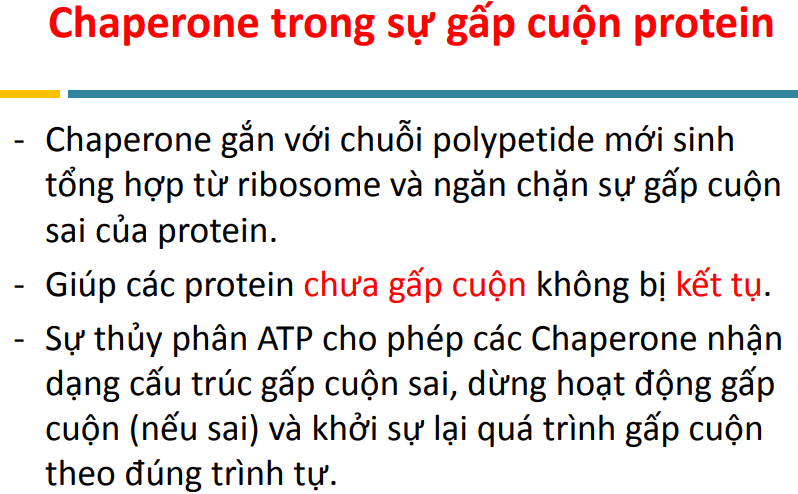 Chaperone trong sự gấp cuộn protein
- Chaperone gắn với chuỗi polypetide mới sinh
tổng hợp từ ribosome và ngăn chặn sự gấp cuộn
sai của protein.
- Giúp các protein chưa gấp cuộn không bị kết tụ.
- Sự thủy phân ATP cho phép các Chaperone nhận
dạng cấu trúc gấp cuộn sai, dừng hoạt động gấp
cuộn (nếu sai) và khởi sự lại quá trình gấp cuộn
theo đúng trình tự.